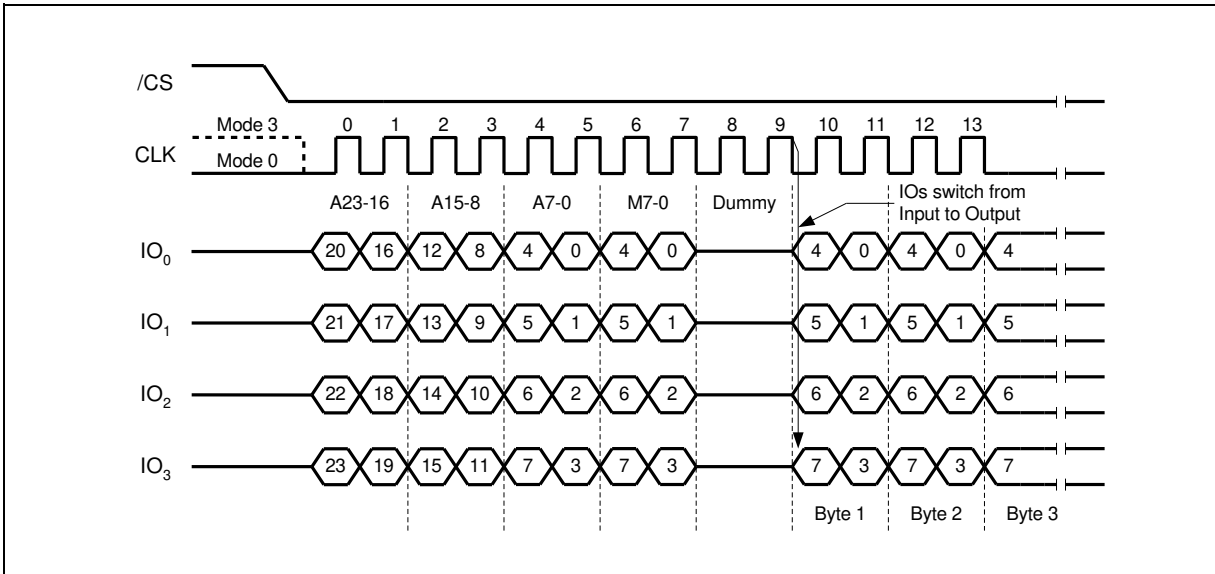 /CS
Mode 3 0 1 2 3 4 5 6 7 8 9 10 11 12 13
CLK
Mode 0
A23-16 A15-8 A7-0 M7-0 Dummy
IOs switch from
Input to Output
IO0 20 16 12 8 4 0 4 0 4 0 4 0 4
IO1 21 17 13 9 5 1 5 1 5 1 5 1 5
IO2 22 18 14 10 6 2 6 2 6 2 6 2 6
IO3 23 19 15 11 7 3 7 3 7 3 7 3 7
Byte 1 Byte 2 Byte 3